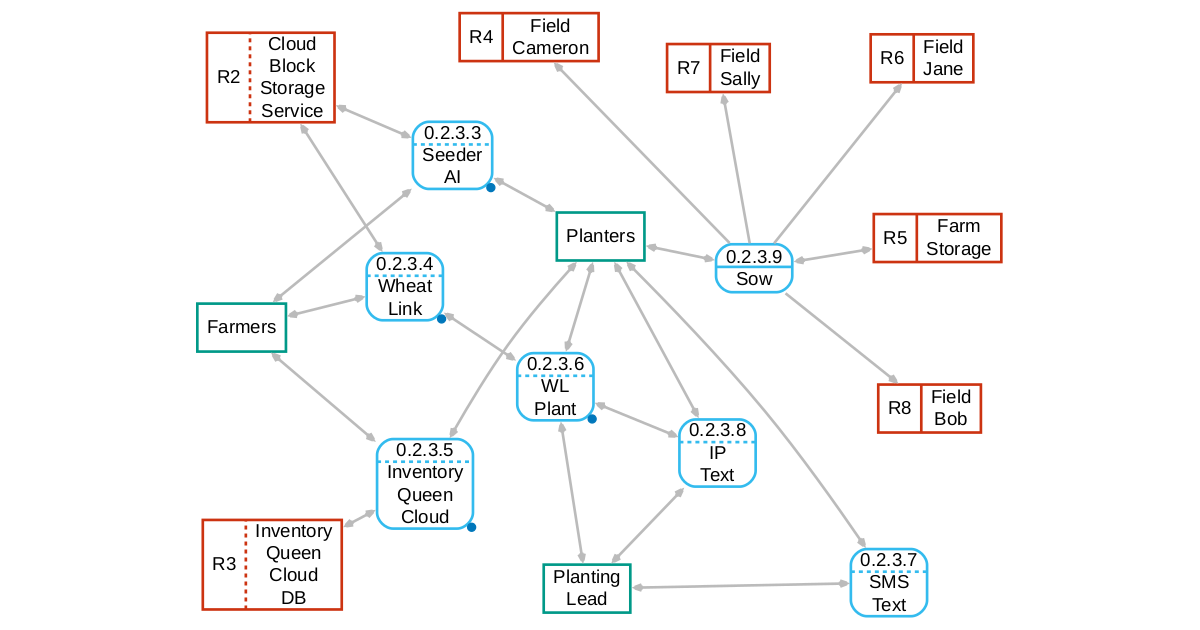 R2
Cloud
Block
Storage
Service
R4
Field
Cameron
R7
Field
Sally
R6
Field
Jane
0.2.3.3
Seeder
AI
Planters
0.2.3.9
Sow
R5
Farm
Storage
0.2.3.4
Wheat
Link
Farmers
0.2.3.6
WL
Plant
R8
Field
Bob
0.2.3.8
IP
Text
0.2.3.5
Inventory
Queen
Cloud
R3
Inventory
Queen
Cloud
DB
Planting
Lead
0.2.3.7
SMS
Text